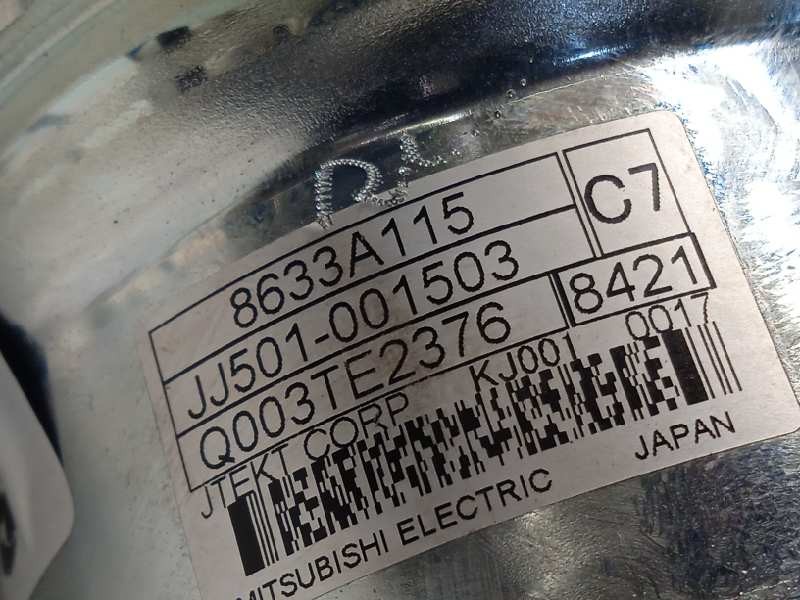 8633A115
C7
JJ501-001503
Q003TE2376
8421
JTEKT CORP KJ001 0017
MITSUBISHI ELECTRIC JAPAN